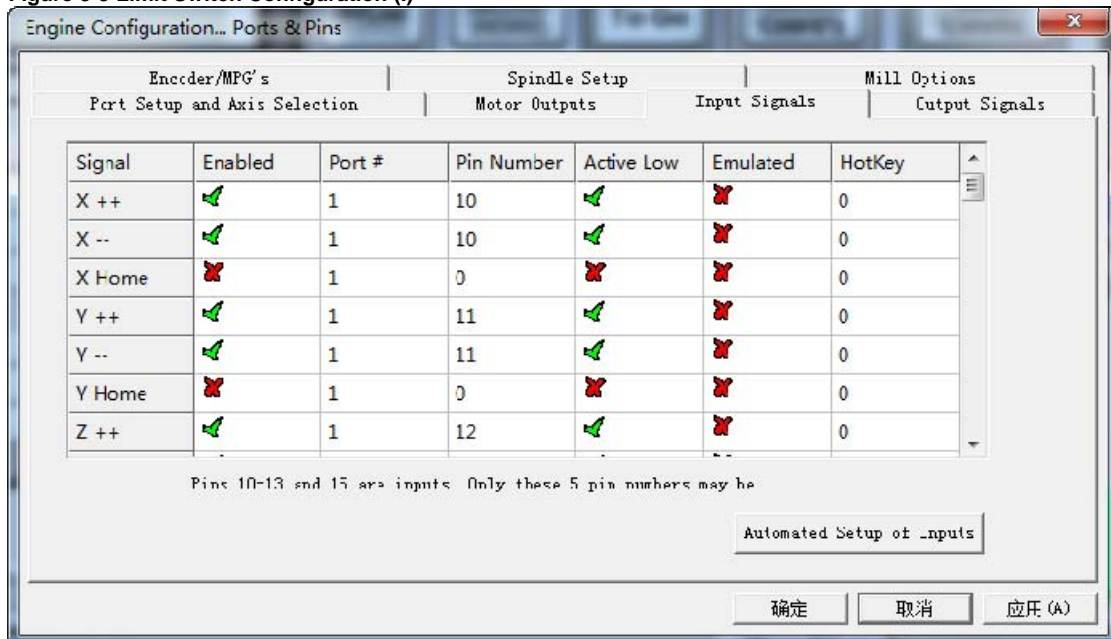 Engine Configuration... Ports & Pins
Encoder/MPG's Spindle Setup Mill Options
Port Setup and Axis Selection Motor Outputs Input Signals Output Signals
Signal Enabled Port # Pin Number Active Low Emulated HotKey
X ++ 1 10 0
X -- 1 10 0
X Home 1 0 0
Y ++ 1 11 0
Y -- 1 11 0
Y Home 1 0 0
Z ++ 1 12 0
Pins 10-13 and 15 are inputs. Only these 5 pin numbers may be
Automated Setup of Inputs
确定 取消 应用(A)